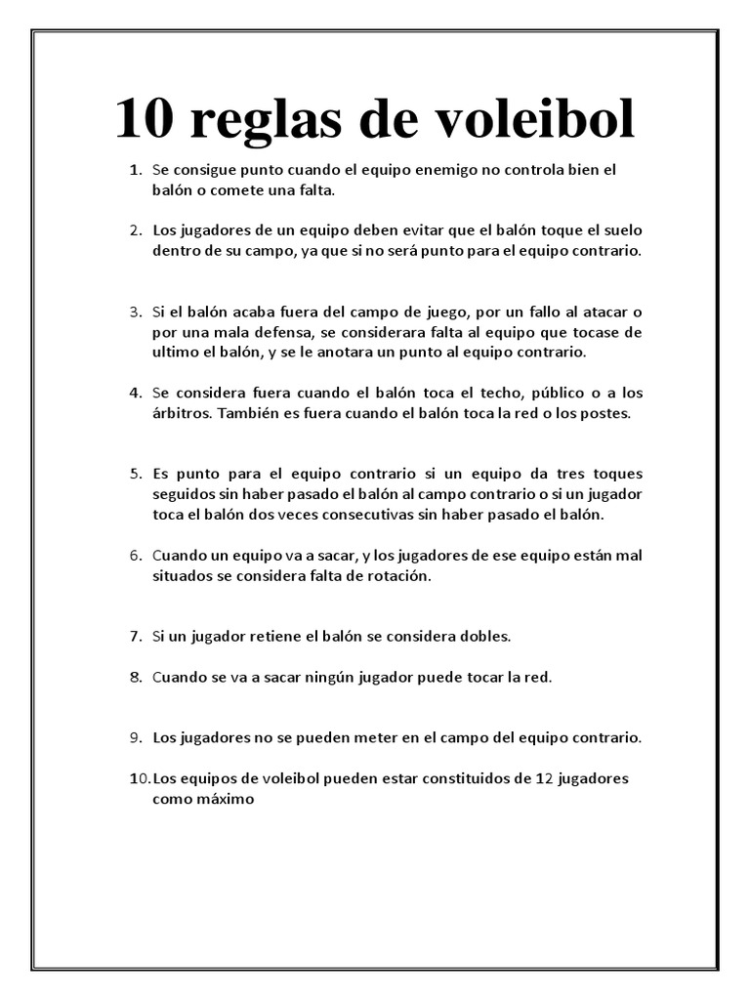 10 reglas de voleibol
1. Se consigue punto cuando el equipo enemigo no controla bien el
balón o comete una falta.
2. Los jugadores de un equipo deben evitar que el balón toque el suelo
dentro de su campo, ya que si no será punto para el equipo contrario.
3. Si el balón acaba fuera del campo de juego, por un fallo al atacar o
por una mala defensa, se considerara falta al equipo que tocase de
ultimo el balón, y se le anotara un punto al equipo contrario.
4. Se considera fuera cuando el balón toca el techo, público o a los
árbitros. También es fuera cuando el balón toca la red o los postes.
5. Es punto para el equipo contrario si un equipo da tres toques
seguidos sin haber pasado el balón al campo contrario o si un jugador
toca el balón dos veces consecutivas sin haber pasado el balón.
6. Cuando un equipo va a sacar, y los jugadores de ese equipo están mal
situados se considera falta de rotación.
7. Si un jugador retiene el balón se considera dobles.
8. Cuando se va a sacar ningún jugador puede tocar la red.
9. Los jugadores no se pueden meter en el campo del equipo contrario.
10.Los equipos de voleibol pueden estar constituidos de 12 jugadores
como máximo